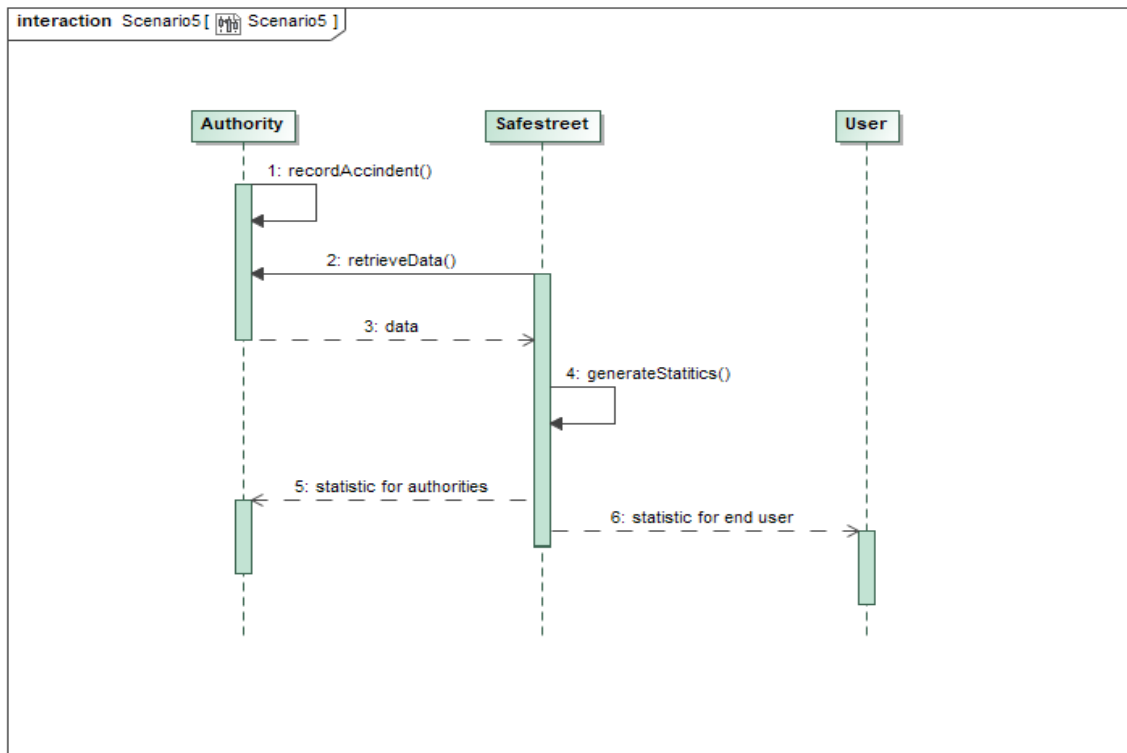 interaction Scenario5 [ Scenario5 ]
Authority
Safestreet
User
1: recordAccindent()
2: retrieveData()
3: data
4: generateStatitics()
5: statistic for authorities
6: statistic for end user